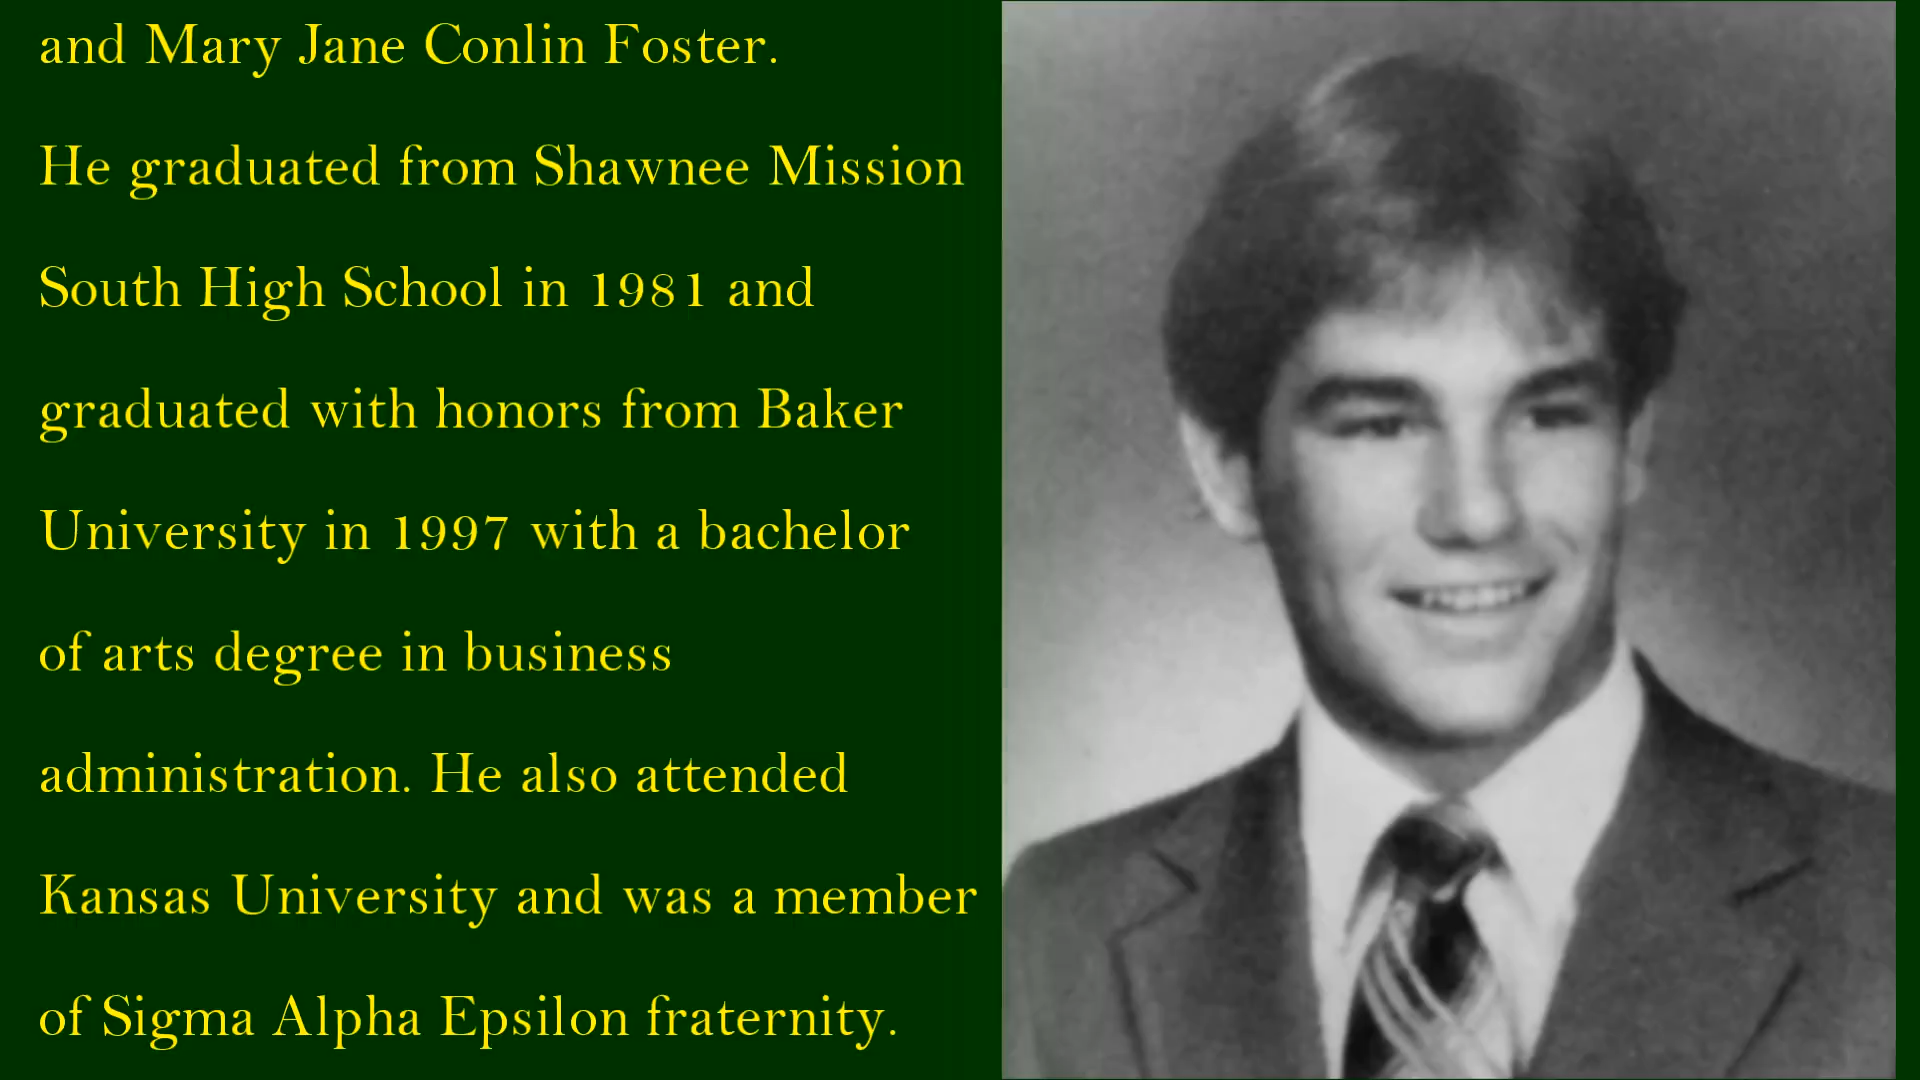 and Mary Jane Conlin Foster.
He graduated from Shawnee Mission
South High School in 1981 and
graduated with honors from Baker
University in 1997 with a bachelor
of arts degree in business
administration. He also attended
Kansas University and was a member
of Sigma Alpha Epsilon fraternity.